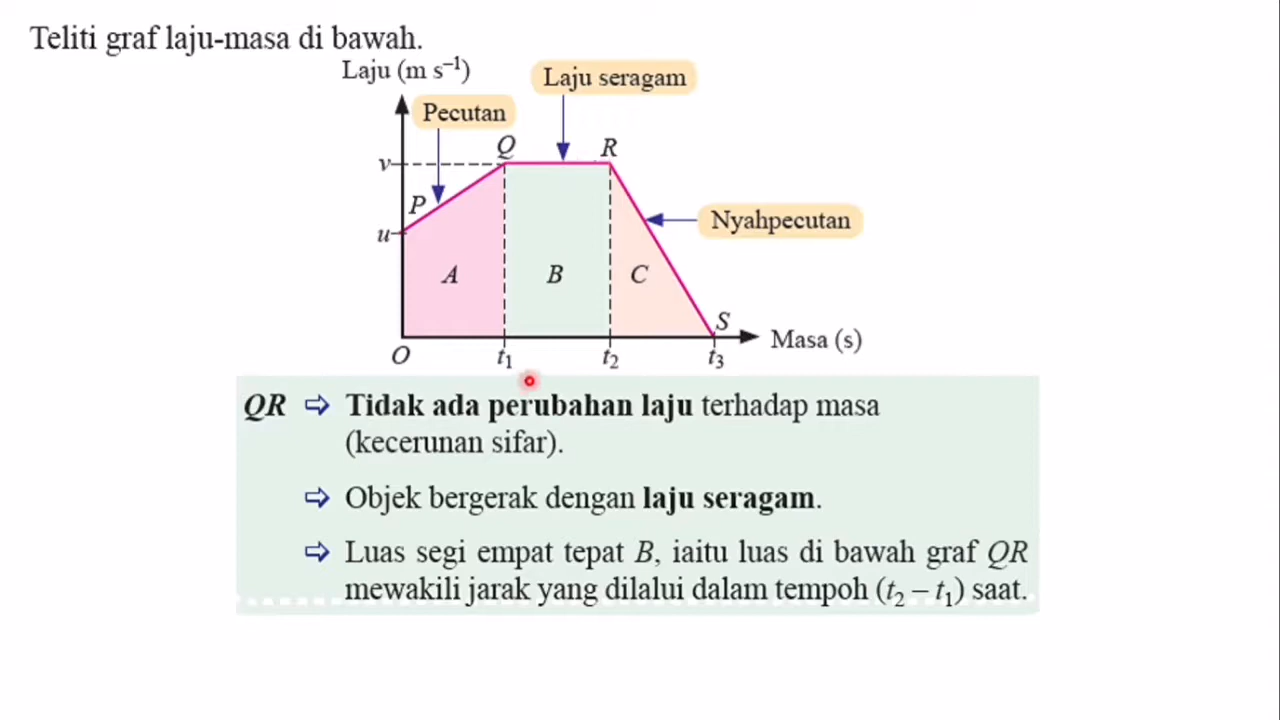 Teliti graf laju-masa di bawah.
Laju (m s⁻¹)
Laju seragam
Pecutan
Q
R
v
P
u
Nyahpecutan
A
B
C
S
Masa (s)
O
t₁
t₂
t₃
QR ⇨ Tidak ada perubahan laju terhadap masa
(kecerunan sifar).
⇨ Objek bergerak dengan laju seragam.
⇨ Luas segi empat tepat B, iaitu luas di bawah graf QR
mewakili jarak yang dilalui dalam tempoh (t₂ – t₁) saat.